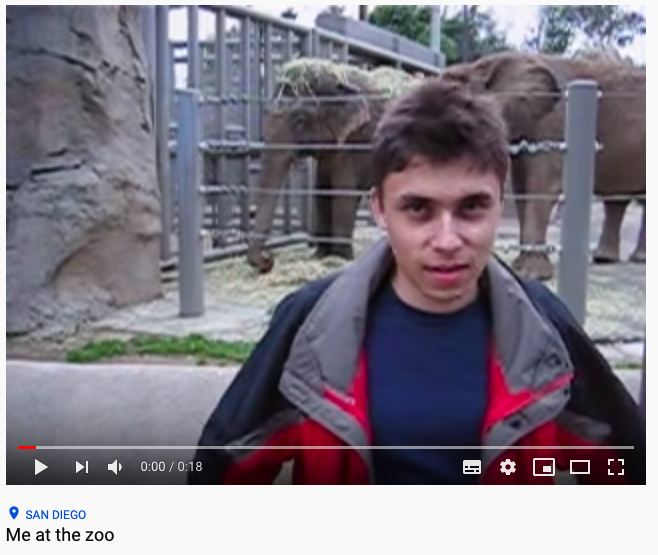 0:00 / 0:18
SAN DIEGO
Me at the zoo